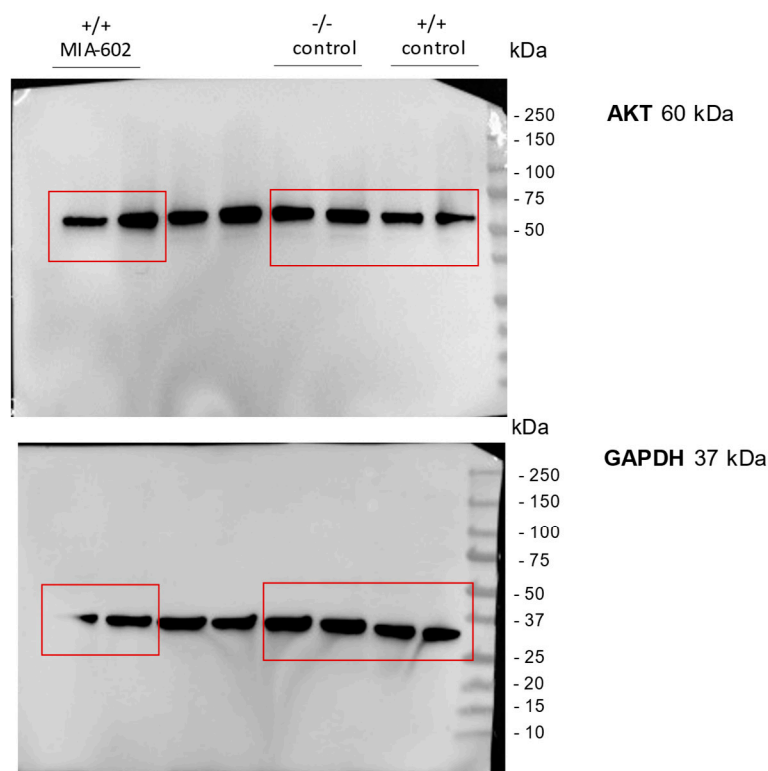 +/+
MIA-602
-/-
control
+/+
control
kDa
AKT 60 kDa
- 250
- 150
- 100
- 75
- 50
kDa
GAPDH 37 kDa
- 250
- 150
- 100
- 75
- 50
- 37
- 25
- 20
- 15
- 10